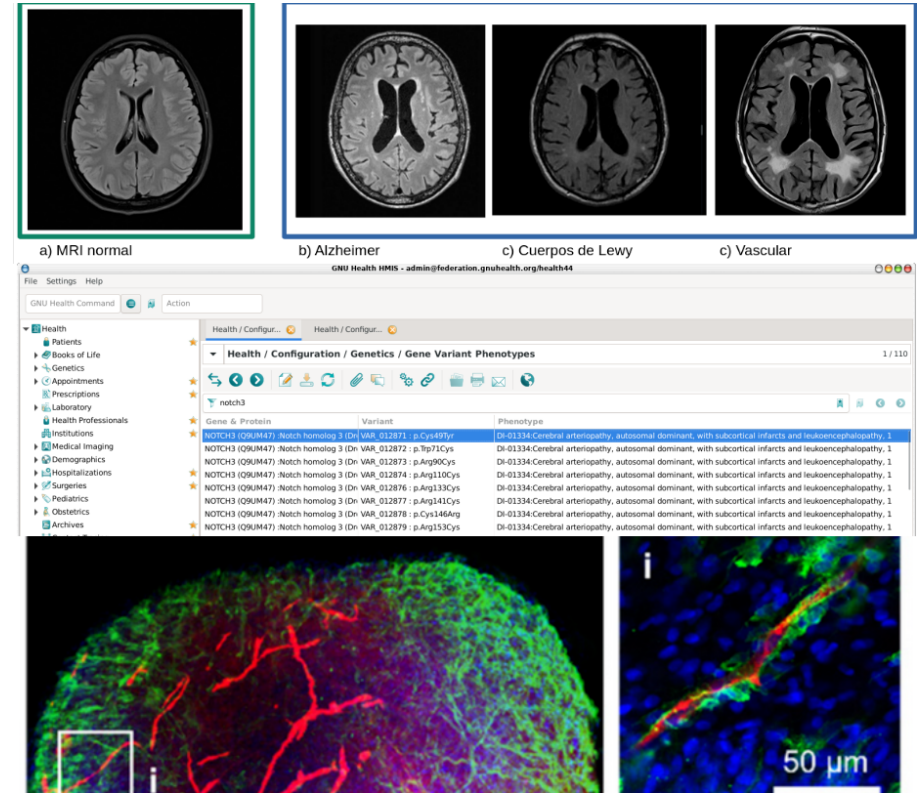 a) MRI normal
b) Alzheimer
c) Cuerpos de Lewy
c) Vascular
GNU Health HMIS - admin@federation.gnuhealth.org/health44
File Settings Help
GNU Health Command
Action
Health
Patients
Books of Life
Genetics
Appointments
Prescriptions
Laboratory
Health Professionals
Institutions
Medical Imaging
Demographics
Hospitalizations
Surgeries
Pediatrics
Obstetrics
Archives
Health / Configur...
Health / Configur...
Health / Configuration / Genetics / Gene Variant Phenotypes
1 / 110
notch3
Gene & Protein Variant Phenotype
NOTCH3 (Q9UM47) :Notch homolog 3 (Dr VAR_012871 : p.Cys49Tyr DI-01334:Cerebral arteriopathy, autosomal dominant, with subcortical infarcts and leukoencephalopathy, 1
NOTCH3 (Q9UM47) :Notch homolog 3 (Dr VAR_012872 : p.Trp71Cys DI-01334:Cerebral arteriopathy, autosomal dominant, with subcortical infarcts and leukoencephalopathy, 1
NOTCH3 (Q9UM47) :Notch homolog 3 (Dr VAR_012873 : p.Arg90Cys DI-01334:Cerebral arteriopathy, autosomal dominant, with subcortical infarcts and leukoencephalopathy, 1
NOTCH3 (Q9UM47) :Notch homolog 3 (Dr VAR_012874 : p.Arg110Cys DI-01334:Cerebral arteriopathy, autosomal dominant, with subcortical infarcts and leukoencephalopathy, 1
NOTCH3 (Q9UM47) :Notch homolog 3 (Dr VAR_012876 : p.Arg133Cys DI-01334:Cerebral arteriopathy, autosomal dominant, with subcortical infarcts and leukoencephalopathy, 1
NOTCH3 (Q9UM47) :Notch homolog 3 (Dr VAR_012877 : p.Arg141Cys DI-01334:Cerebral arteriopathy, autosomal dominant, with subcortical infarcts and leukoencephalopathy, 1
NOTCH3 (Q9UM47) :Notch homolog 3 (Dr VAR_012878 : p.Cys146Arg DI-01334:Cerebral arteriopathy, autosomal dominant, with subcortical infarcts and leukoencephalopathy, 1
NOTCH3 (Q9UM47) :Notch homolog 3 (Dr VAR_012879 : p.Arg153Cys DI-01334:Cerebral arteriopathy, autosomal dominant, with subcortical infarcts and leukoencephalopathy, 1
i
i
50 µm